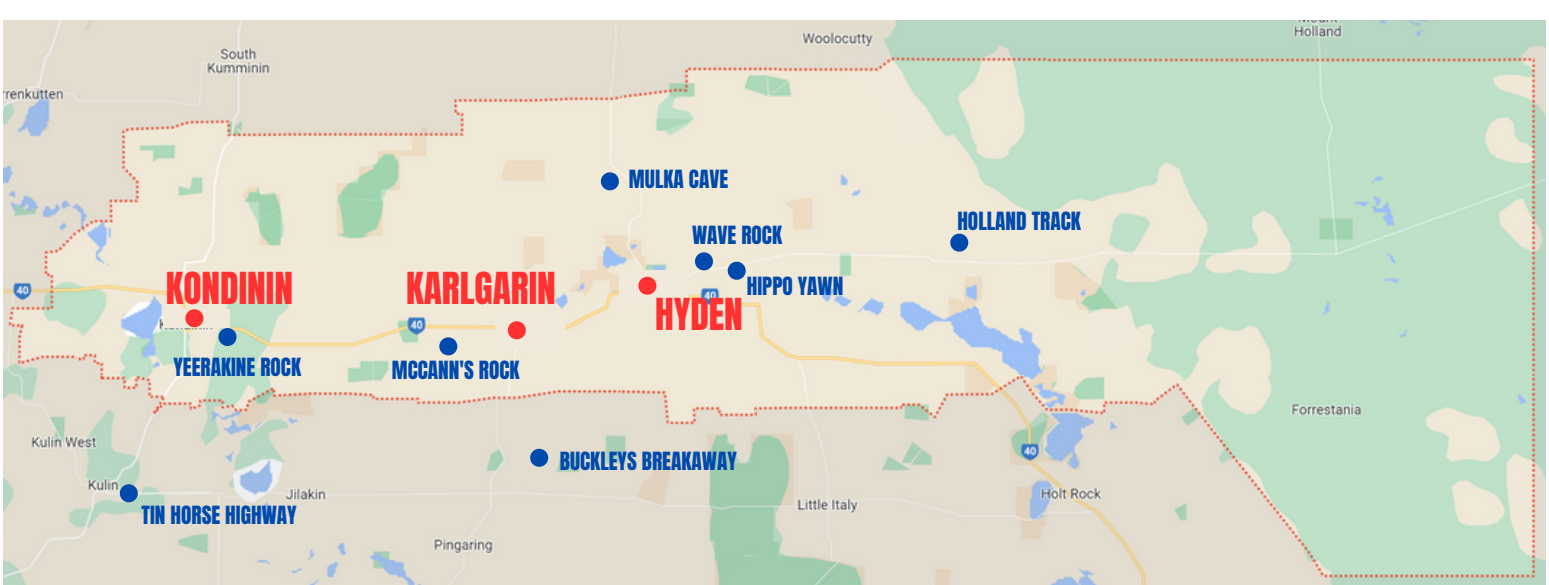 Holland
Woolocutty
South
Kumminin
rrenkutten
MULKA CAVE
HOLLAND TRACK
WAVE ROCK
KONDININ
KARLGARIN
HIPPO YAWN
40
40
HYDEN
40
YEERAKINE ROCK
MCCANN'S ROCK
Forrestania
Kulin West
40
BUCKLEYS BREAKAWAY
Kulin
Jilakin
Holt Rock
Little Italy
TIN HORSE HIGHWAY
Pingaring